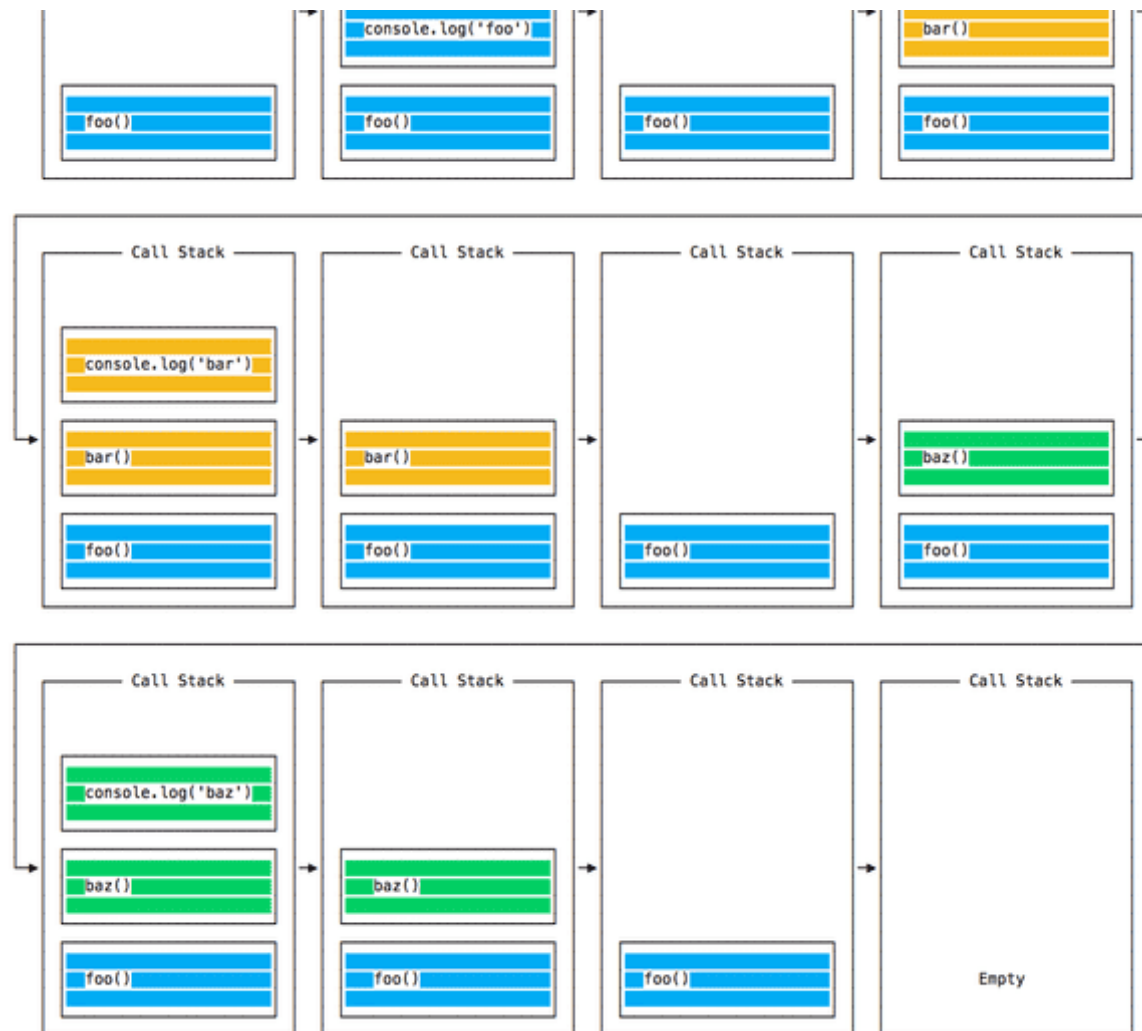 console.log('foo')
bar()
foo()
foo()
foo()
foo()
Call Stack
Call Stack
Call Stack
Call Stack
console.log('bar')
bar()
bar()
baz()
foo()
foo()
foo()
foo()
Call Stack
Call Stack
Call Stack
Call Stack
console.log('baz')
baz()
baz()
foo()
foo()
foo()
Empty